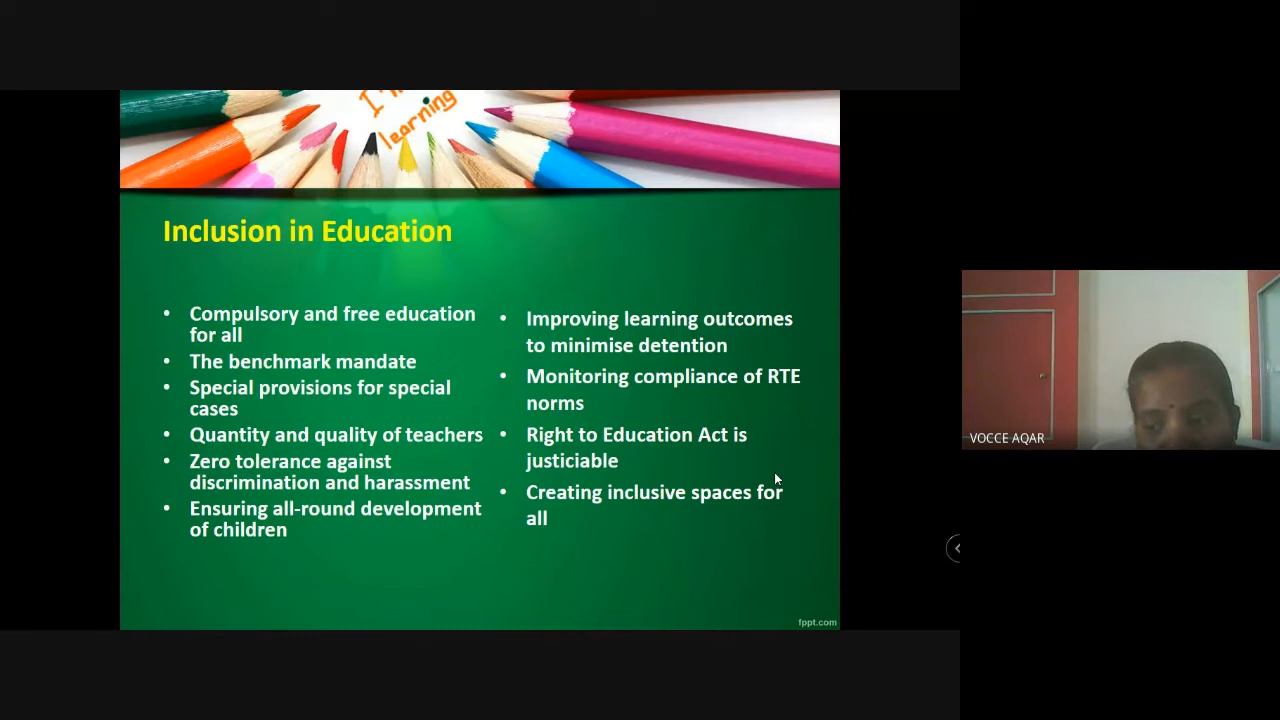 I'm
learning
Inclusion in Education
• Compulsory and free education
for all
• The benchmark mandate
• Special provisions for special
cases
• Quantity and quality of teachers
• Zero tolerance against
discrimination and harassment
• Ensuring all-round development
of children
• Improving learning outcomes
to minimise detention
• Monitoring compliance of RTE
norms
• Right to Education Act is
justiciable
• Creating inclusive spaces for
all
fppt.com
VOCCE AQAR